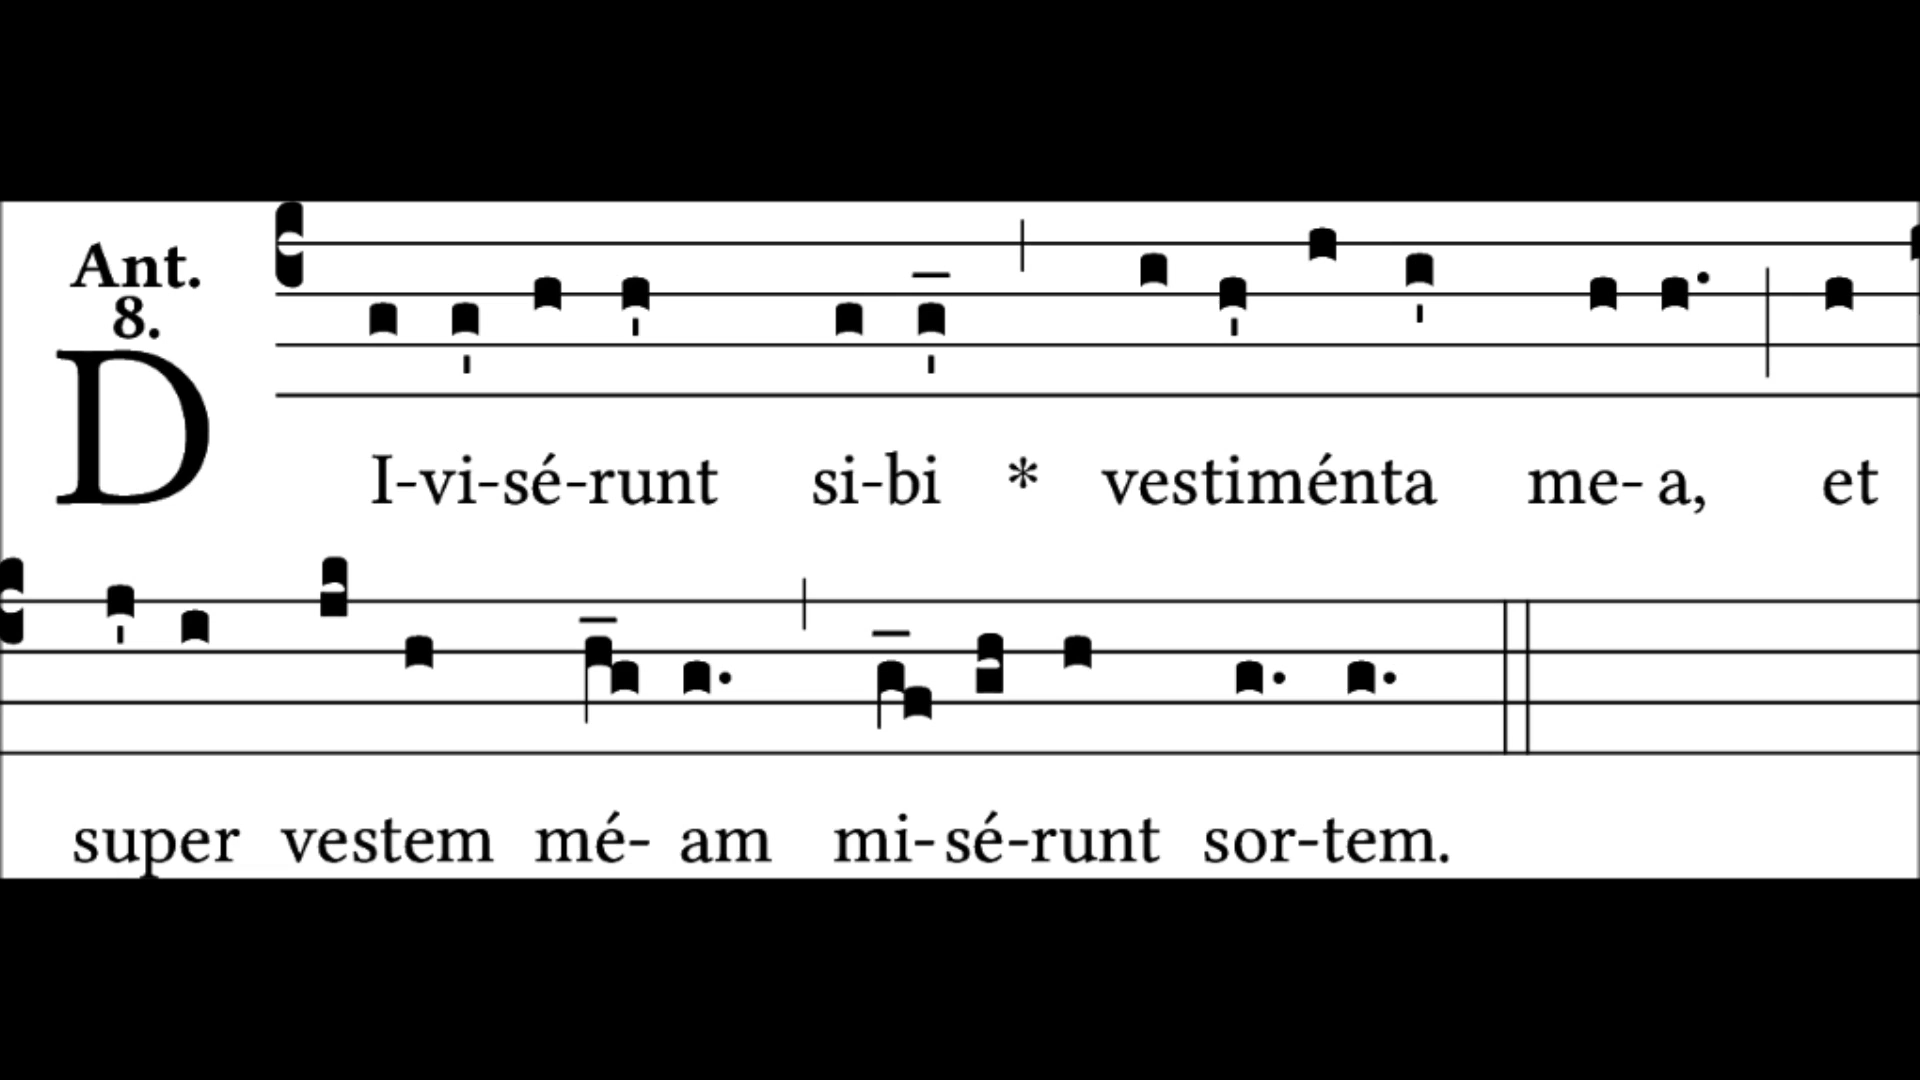 Ant.
8.
DI-vi-sé-runt si-bi * vestiménta me-a, et
super vestem mé-am mi-sé-runt sor-tem.